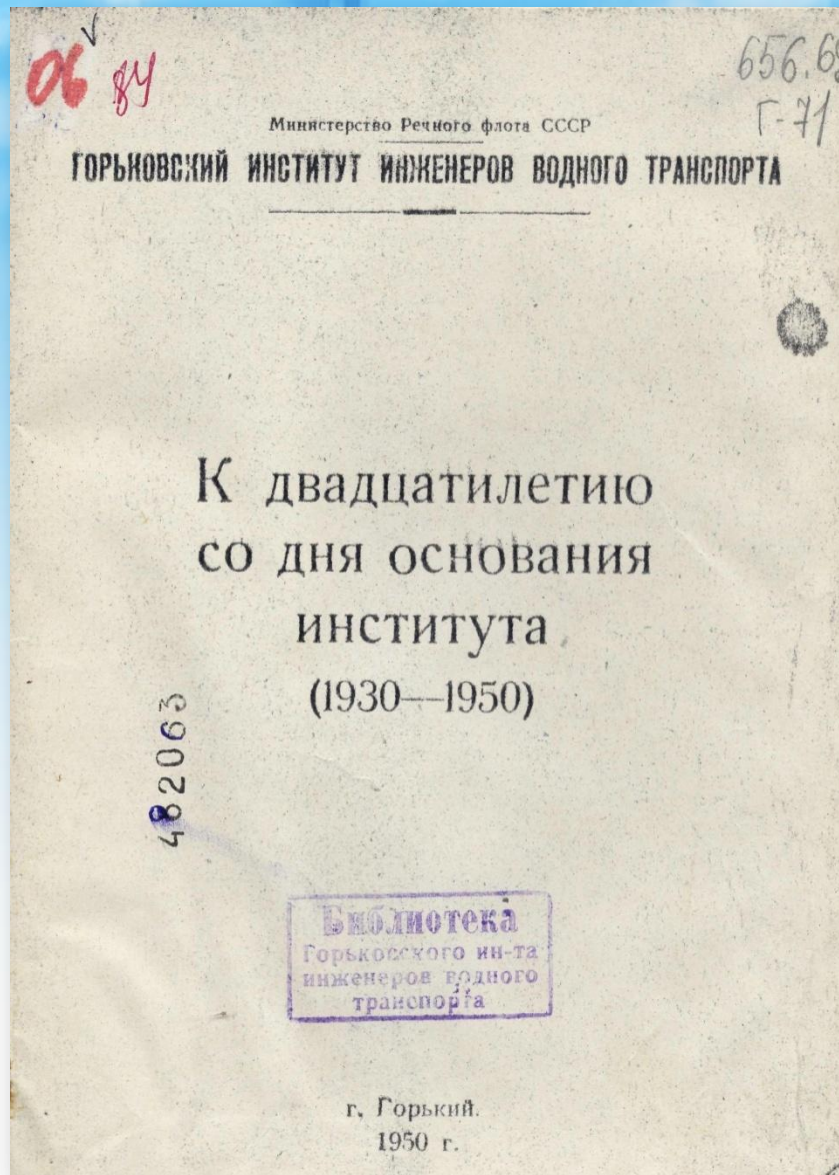 06 84
656.6
Г-71
Министерство Речного флота СССР
ГОРЬКОВСКИЙ ИНСТИТУТ ИНЖЕНЕРОВ ВОДНОГО ТРАНСПОРТА
К двадцатилетию
со дня основания
института
(1930—1950)
482063
Библиотека
Горьковского ин-та
инженеров водного
транспорта
г. Горький.
1950 г.